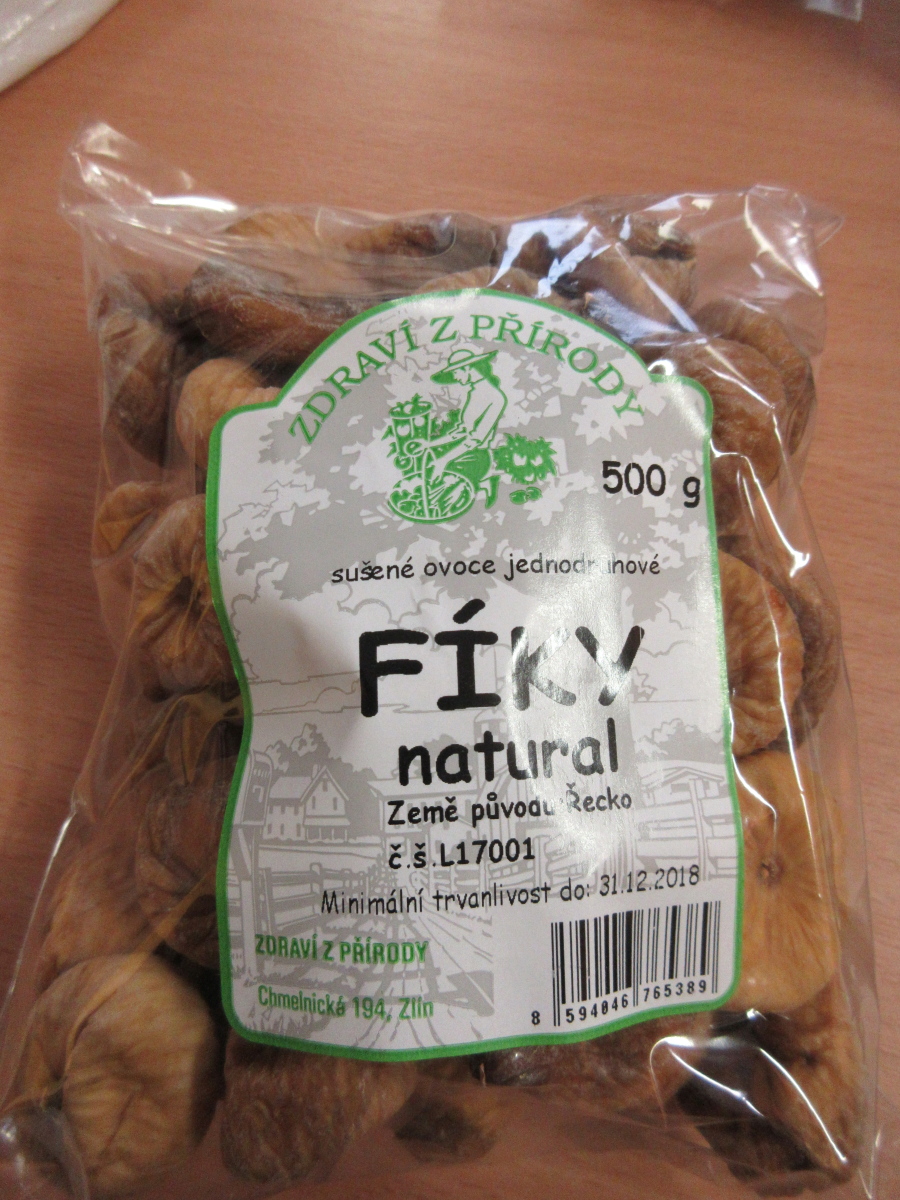 ZDRAVÍ Z PŘÍRODY
500 g
sušené ovoce jednodruhové
FÍKY
natural
Země původu Řecko
č.š.L17001
Minimální trvanlivost do: 31.12.2018
ZDRAVÍ Z PŘÍRODY
Chmelnická 194, Zlín
8 594046 765389